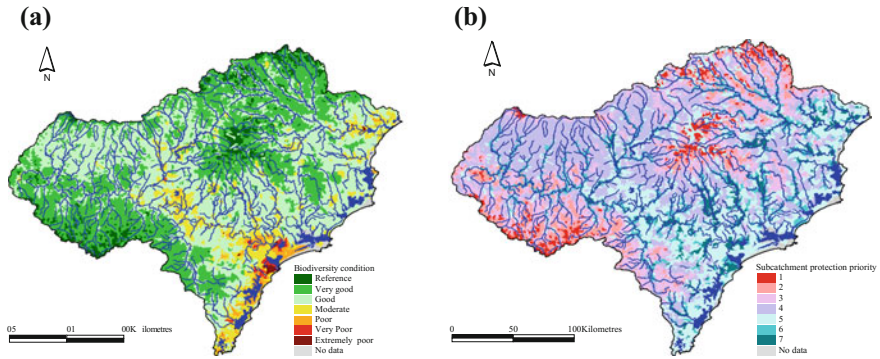 (a)
N
Biodiversity condition
Reference
Very good
Good
Moderate
Poor
Very Poor
Extremely poor
No data
05 01 00K ilometres
(b)
N
Subcatchment protection priority
1
2
3
4
5
6
7
No data
0 50 100Kilometres